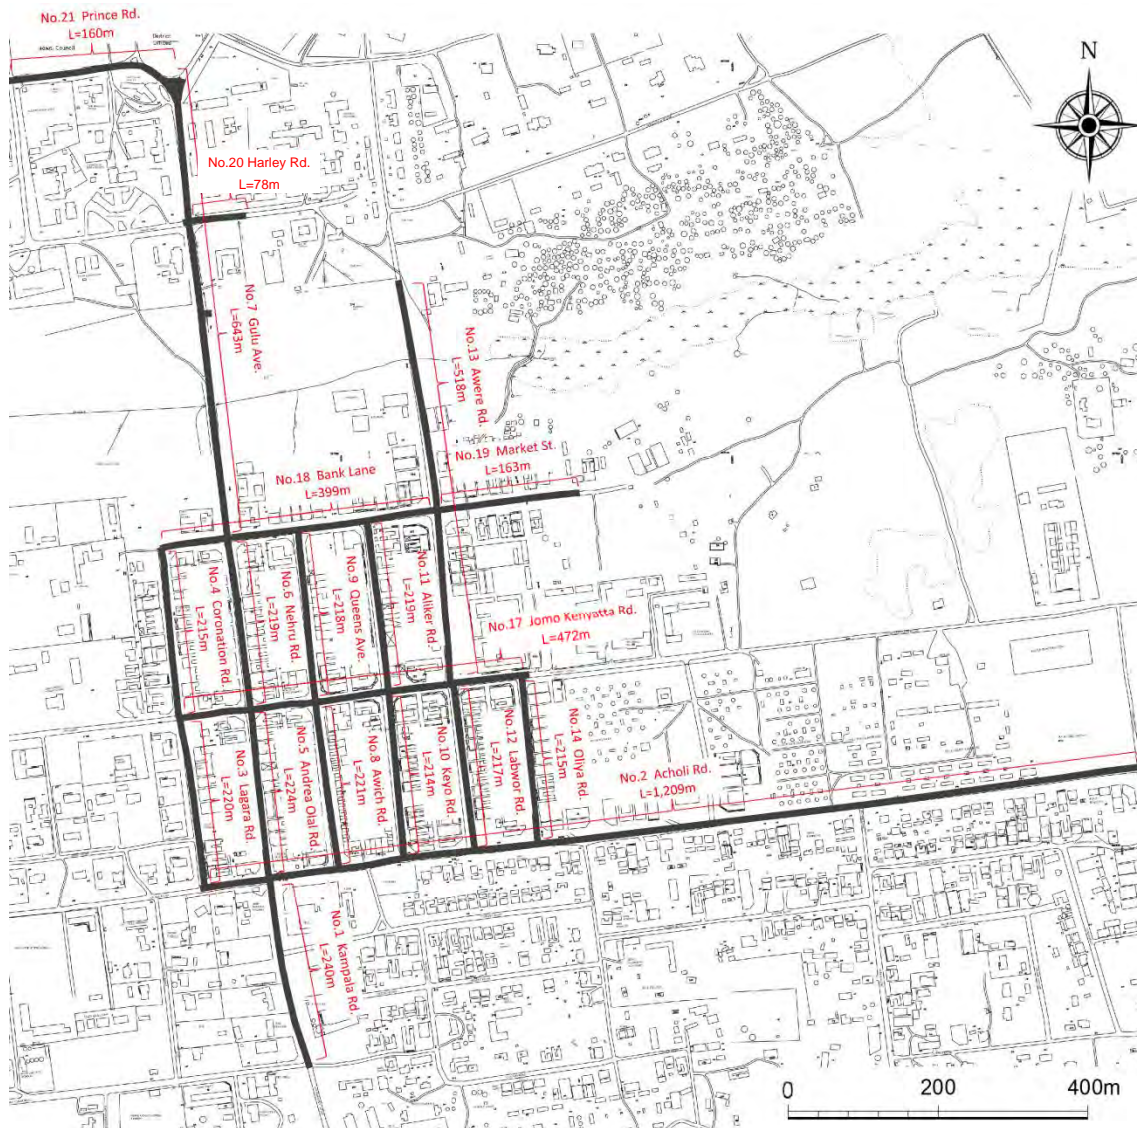 No.21 Prince Rd.
L=160m
Town Council
District
Offices
N
No.20 Harley Rd.
L=78m
No.7 Gulu Ave.
L=643m
No.13 Awere Rd.
L=518m
No.19 Market St.
L=163m
No.18 Bank Lane
L=399m
No.4 Coronation Rd.
L=215m
No.6 Nehru Rd.
L=219m
No.9 Queens Ave.
L=218m
No.11 Aliker Rd.
L=219m
No.17 Jomo Kenyatta Rd.
L=472m
No.3 Lagara Rd.
L=220m
No.5 Andrea Olal Rd.
L=224m
No.8 Awich Rd.
L=221m
No.10 Keyo Rd.
L=214m
No.12 Labwor Rd.
L=217m
No.14 Oliya Rd.
L=215m
No.2 Acholi Rd.
L=1,209m
No.1 Kampala Rd.
L=240m
0 200 400m